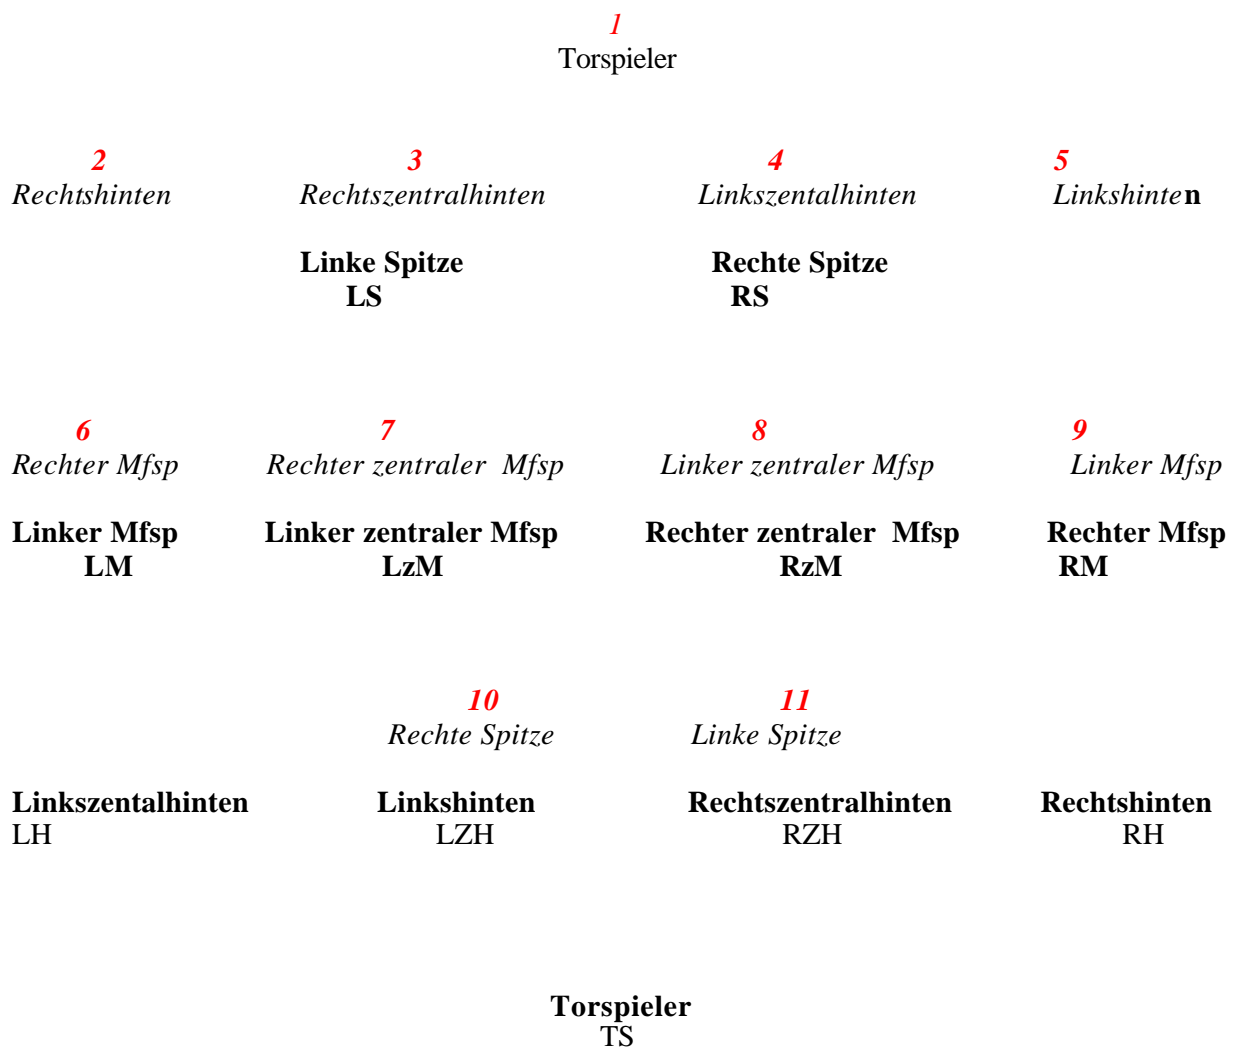 1
Torspieler
2 3 4 5
Rechtshinten Rechtszentralhinten Linkszentalhinten Linkshinten
Linke Spitze Rechte Spitze
LS RS
6 7 8 9
Rechter Mfsp Rechter zentraler Mfsp Linker zentraler Mfsp Linker Mfsp
Linker Mfsp Linker zentraler Mfsp Rechter zentraler Mfsp Rechter Mfsp
LM LzM RzM RM
10 11
Rechte Spitze Linke Spitze
Linkszentalhinten Linkshinten Rechtszentralhinten Rechtshinten
LH LZH RZH RH
Torspieler
TS